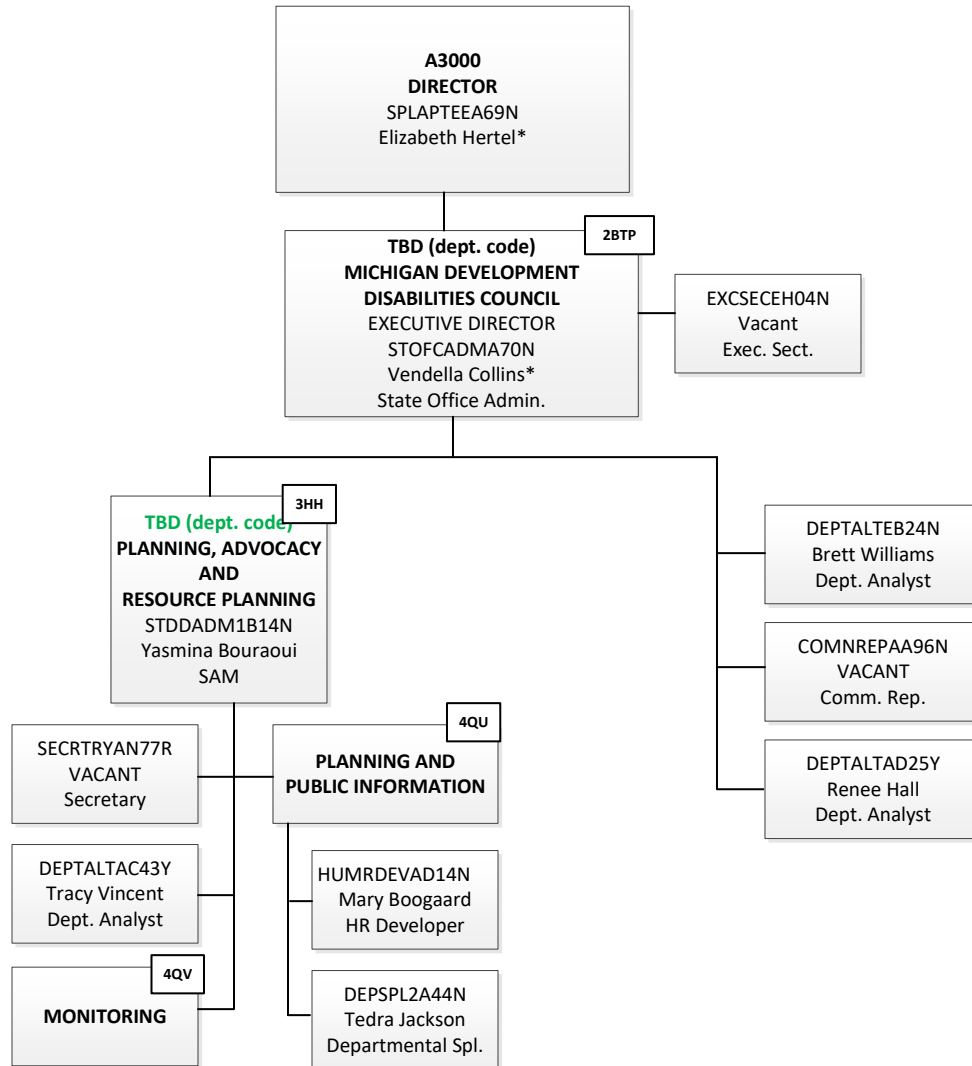 A3000
DIRECTOR
SPLAPTEEA69N
Elizabeth Hertel*
2BTP
TBD (dept. code)
MICHIGAN DEVELOPMENT
DISABILITIES COUNCIL
EXECUTIVE DIRECTOR
STOFCADMA70N
Vendella Collins*
State Office Admin.
EXCSECEH04N
Vacant
Exec. Sect.
3HH
TBD (dept. code)
PLANNING, ADVOCACY
AND
RESOURCE PLANNING
STDDADM1B14N
Yasmina Bouraoui
SAM
DEPTALTEB24N
Brett Williams
Dept. Analyst
COMNREPAA96N
VACANT
Comm. Rep.
DEPTALTAD25Y
Renee Hall
Dept. Analyst
SECRTRYAN77R
VACANT
Secretary
4QU
PLANNING AND
PUBLIC INFORMATION
DEPTALTAC43Y
Tracy Vincent
Dept. Analyst
HUMRDEVAD14N
Mary Boogaard
HR Developer
4QV
MONITORING
DEPSPL2A44N
Tedra Jackson
Departmental Spl.